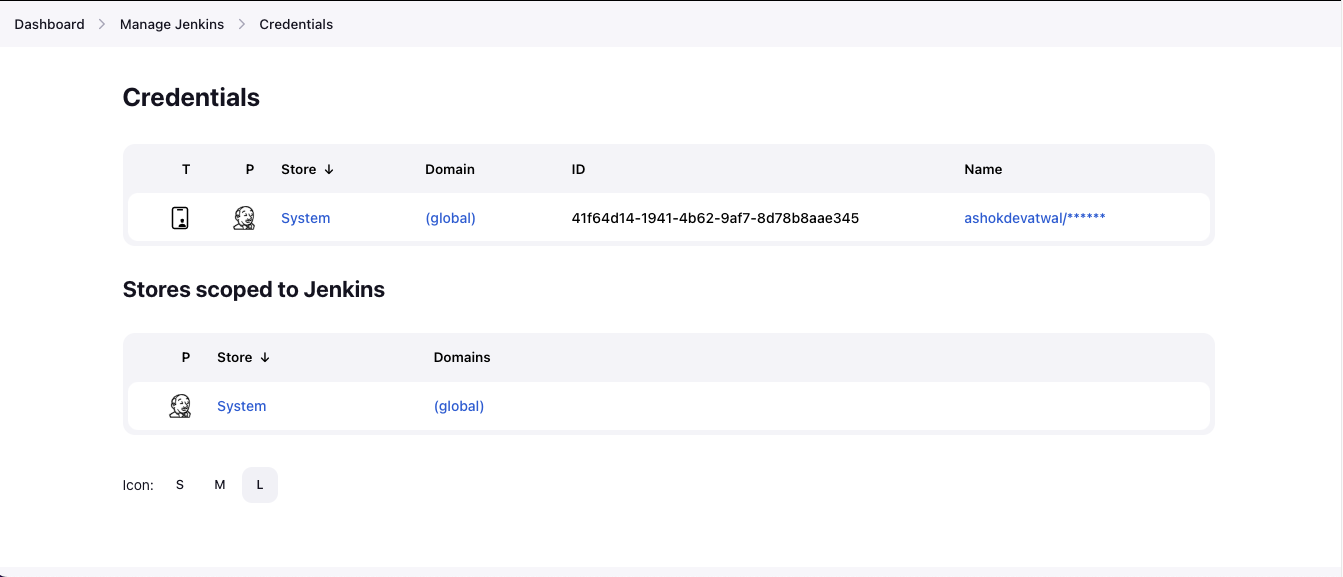 Dashboard > Manage Jenkins > Credentials
Credentials
T P Store ↓ Domain ID Name
System (global) 41f64d14-1941-4b62-9af7-8d78b8aae345 ashokdevatwal/******
Stores scoped to Jenkins
P Store ↓ Domains
System (global)
Icon: S M L